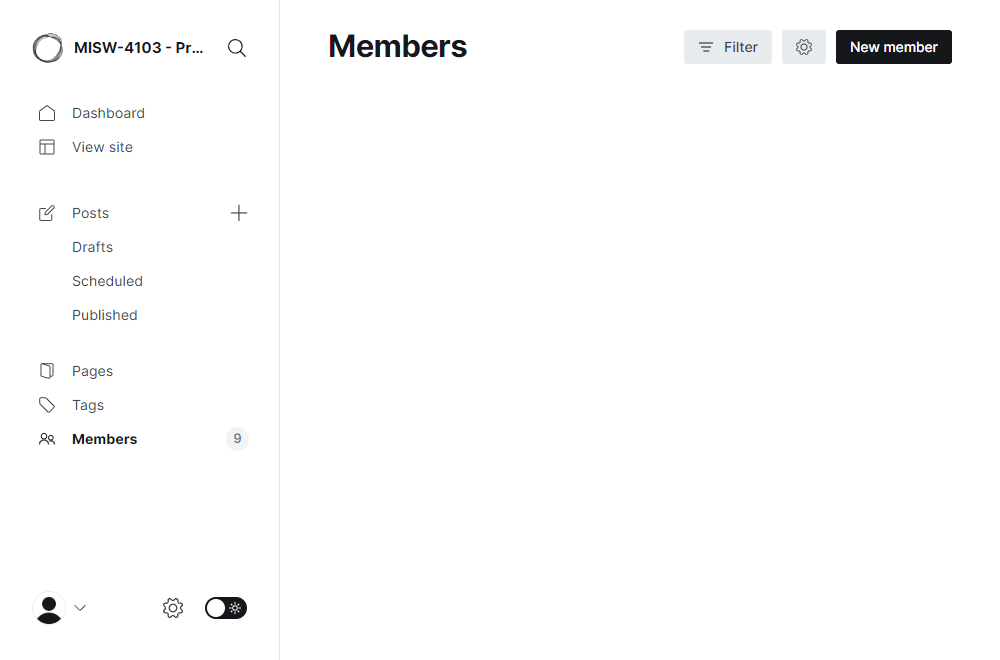 MISW-4103 - Pr...
Members
Filter
New member
Dashboard
View site
Posts
Drafts
Scheduled
Published
Pages
Tags
Members
9